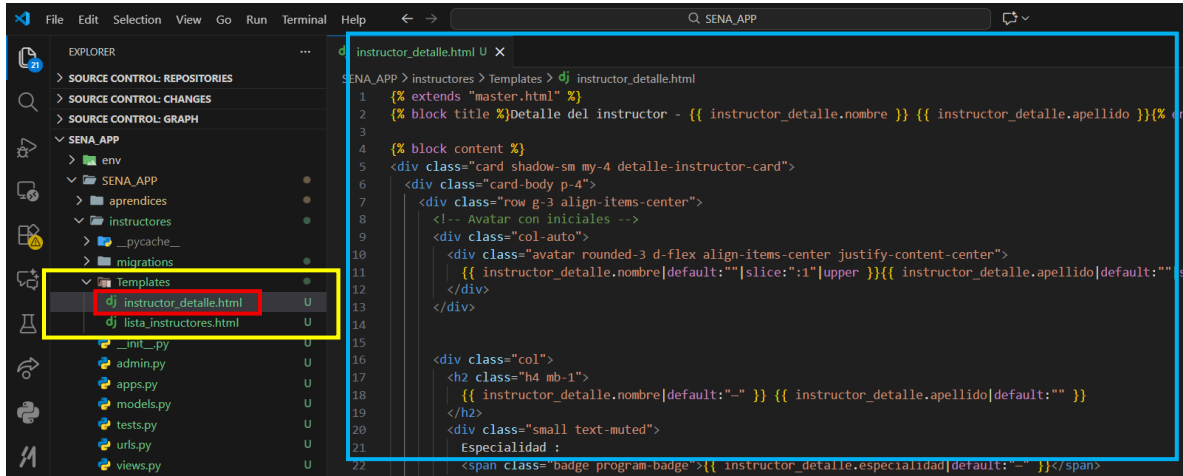 File Edit Selection View Go Run Terminal Help SENA_APP
EXPLORER
SOURCE CONTROL: REPOSITORIES
SOURCE CONTROL: CHANGES
SOURCE CONTROL: GRAPH
SENA_APP
env
SENA_APP
aprendices
instructores
__pycache__
migrations
Templates
dj instructor_detalle.html U
dj lista_instructores.html U
__init__.py U
admin.py U
apps.py U
models.py U
tests.py U
urls.py U
views.py U
21
dj instructor_detalle.html U
SENA_APP > instructores > Templates > dj instructor_detalle.html
1 {% extends "master.html" %}
2 {% block title %}Detalle del instructor - {{ instructor_detalle.nombre }} {{ instructor_detalle.apellido }}{%
3
4 {% block content %}
5 <div class="card shadow-sm my-4 detalle-instructor-card">
6 <div class="card-body p-4">
7 <div class="row g-3 align-items-center">
8 <!-- Avatar con iniciales -->
9 <div class="col-auto">
10 <div class="avatar rounded-3 d-flex align-items-center justify-content-center">
11 {{ instructor_detalle.nombre|default:""|slice:":1"|upper }}{{ instructor_detalle.apellido|default:""|
12 </div>
13 </div>
14
15
16 <div class="col">
17 <h2 class="h4 mb-1">
18 {{ instructor_detalle.nombre|default:"—" }} {{ instructor_detalle.apellido|default:"" }}
19 </h2>
20 <div class="small text-muted">
21 Especialidad :
22 <span class="badge program-badge">{{ instructor_detalle.especialidad|default:"—" }}</span>